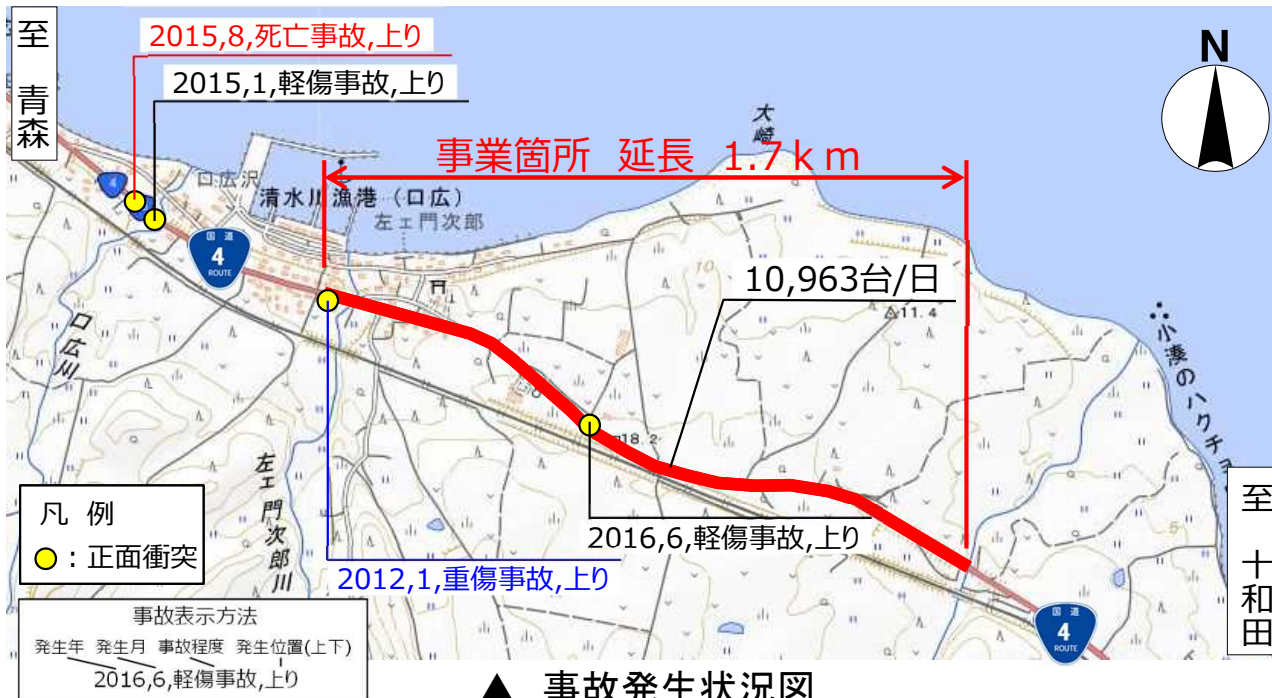 至 青森
2015,8,死亡事故,上り
2015,1,軽傷事故,上り
N
大崎
事業箇所 延長 1.7km
4
口広沢
清水川漁港(口広)
左エ門次郎
国道
4
ROUTE
10
10,963台/日
11.4
口広川
小湊のハクチョ
18.2
左エ門次郎川
凡 例
:正面衝突
2016,6,軽傷事故,上り
2012,1,重傷事故,上り
5
至 十和田
事故表示方法
発生年 発生月 事故程度 発生位置(上下)
2016,6,軽傷事故,上り
国道
4
ROUTE
▲ 事故発生状況図